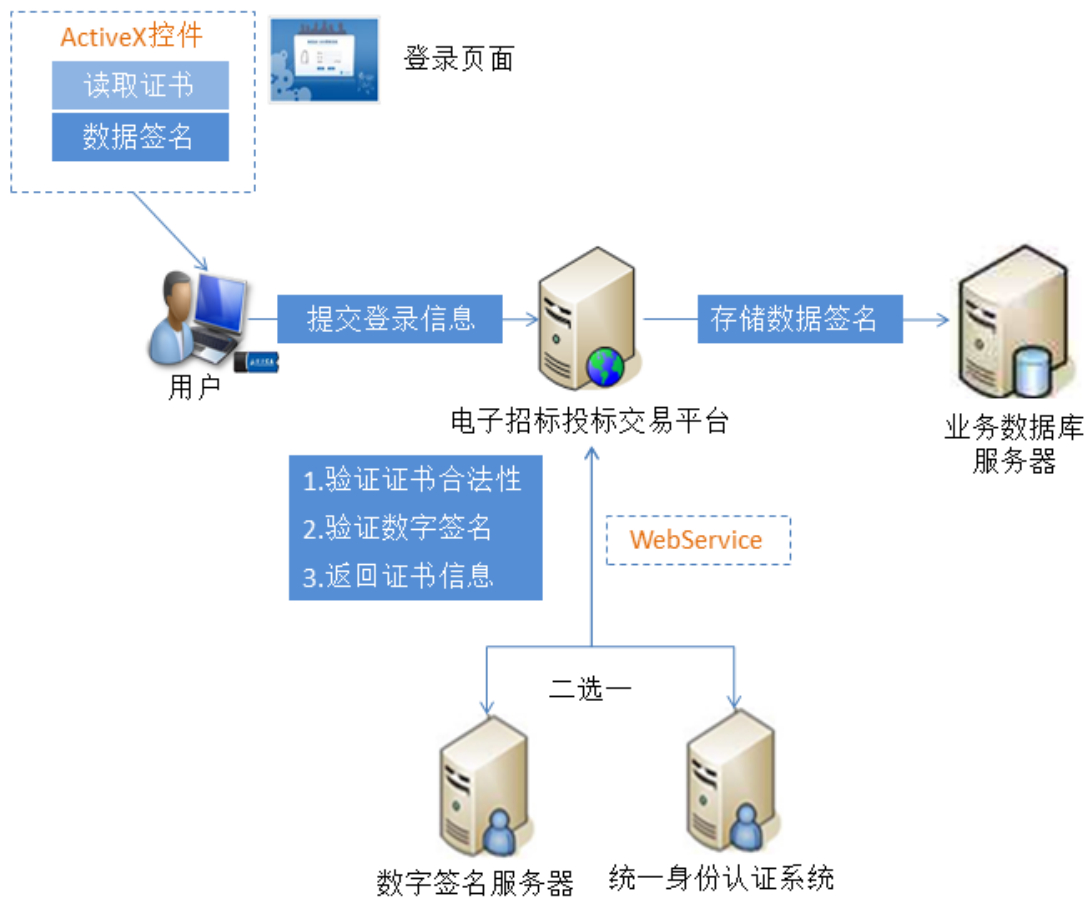 ActiveX控件
读取证书
数据签名
登录页面
提交登录信息
存储数据签名
用户
电子招标投标交易平台
业务数据库
服务器
1.验证证书合法性
2.验证数字签名
3.返回证书信息
WebService
二选一
数字签名服务器
统一身份认证系统